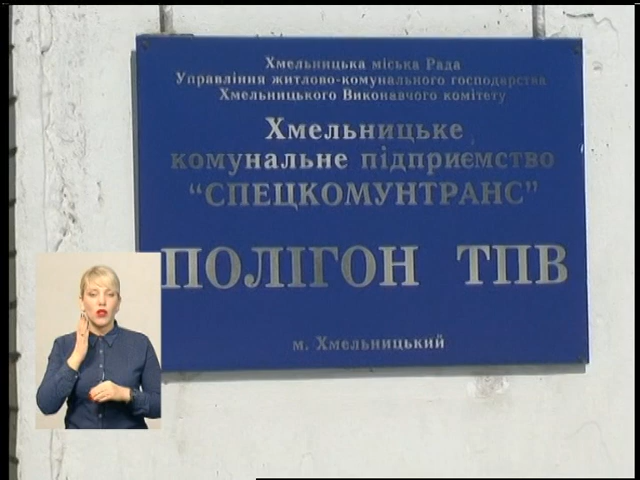 Хмельницька міська Рада
Управління житлово-комунального господарства
Хмельницького Виконавчого комітету
Хмельницьке
комунальне підприємство
“СПЕЦКОМУНТРАНС”
ПОЛІГОН ТПВ
м. Хмельницький